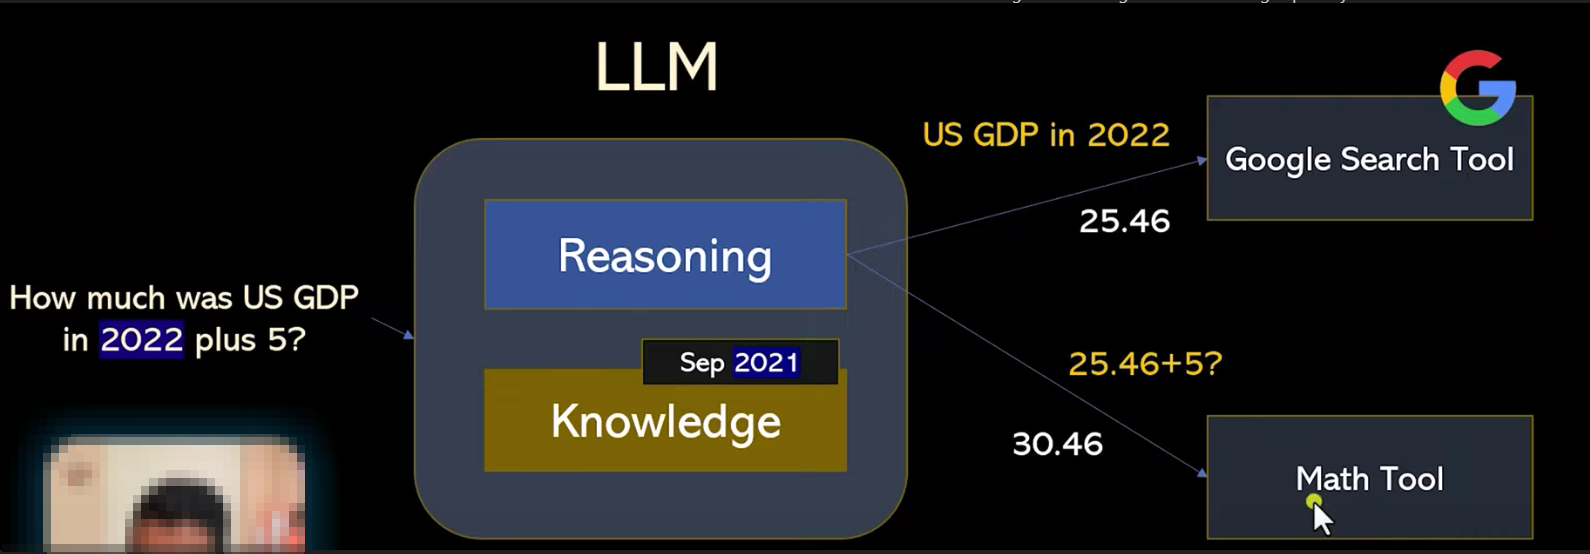 LLM
US GDP in 2022
Google Search Tool
25.46
Reasoning
How much was US GDP
in 2022 plus 5?
Sep 2021
Knowledge
25.46+5?
30.46
Math Tool